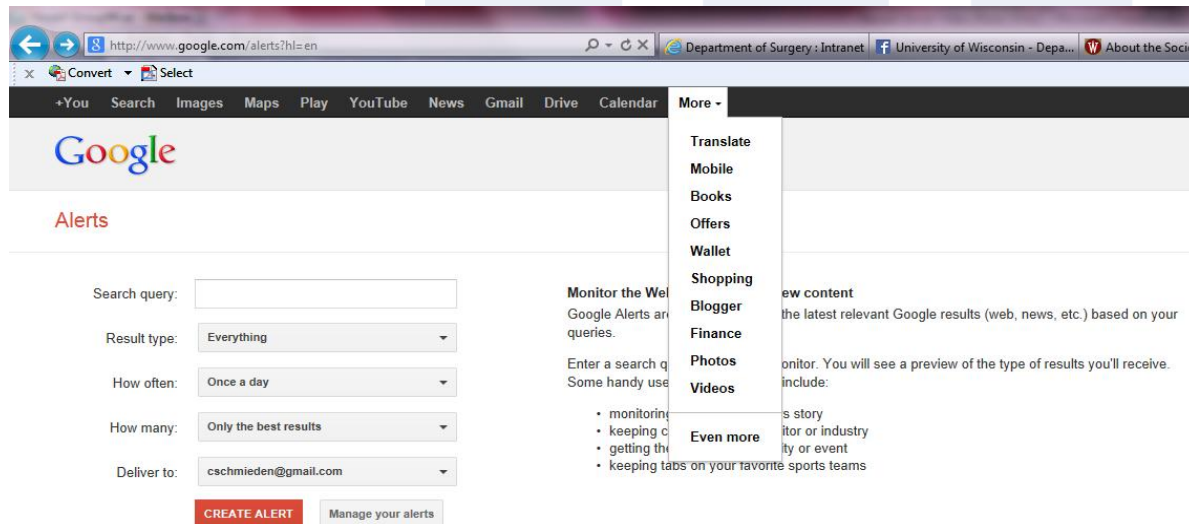 http://www.google.com/alerts?hl=en
Department of Surgery : Intranet
University of Wisconsin - Depa...
About the Soci
x Convert Select
+You Search Images Maps Play YouTube News Gmail Drive Calendar More
Google
Alerts
Translate
Mobile
Books
Offers
Wallet
Shopping
Blogger
Finance
Photos
Videos
Even more
Search query:
Result type: Everything
How often: Once a day
How many: Only the best results
Deliver to: cschmieden@gmail.com
CREATE ALERT Manage your alerts
Monitor the We ew content
Google Alerts ar the latest relevant Google results (web, news, etc.) based on your
queries.
Enter a search q onitor. You will see a preview of the type of results you'll receive.
Some handy use include:
• monitoring s story
• keeping c itor or industry
• getting the ity or event
• keeping tabs on your favorite sports teams